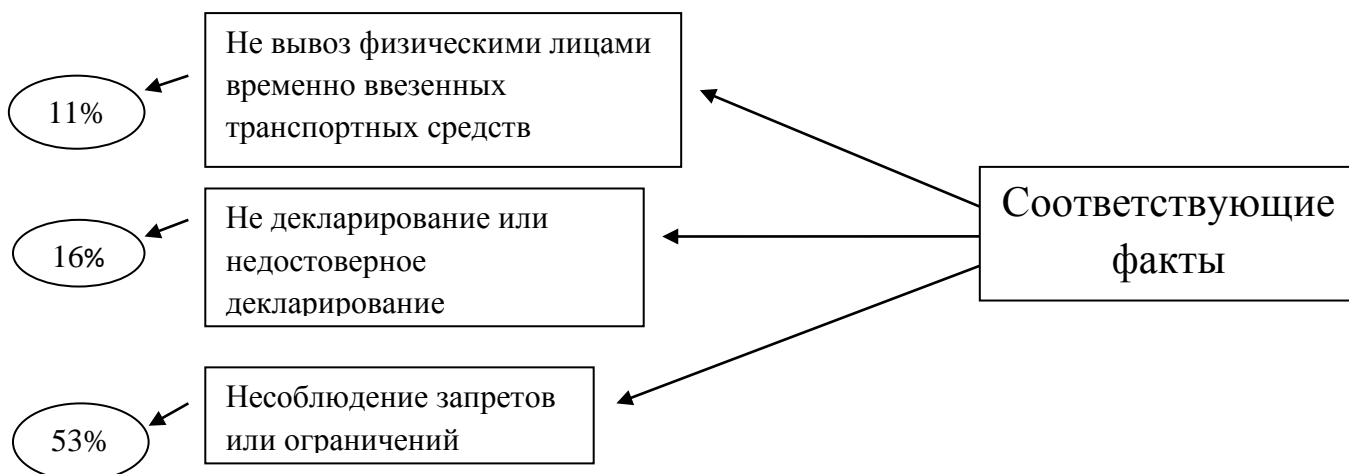 Не вывоз физическими лицами
временно ввезенных
транспортных средств
11%
Соответствующие
факты
Не декларирование или
недостоверное
декларирование
16%
Несоблюдение запретов
или ограничений
53%